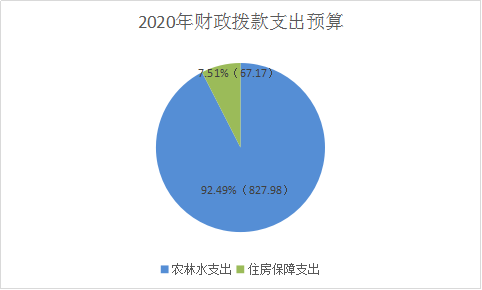 2020年财政拨款支出预算
7.51%（67.17）
92.49%（827.98）
农林水支出 住房保障支出